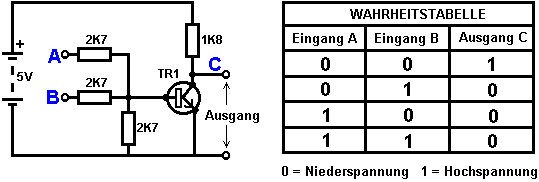 +
5V
A
2K7
B
2K7
2K7
1K8
TR1
C
Ausgang
WAHRHEITSTABELLE
Eingang A Eingang B Ausgang C
0 0 1
0 1 0
1 0 0
1 1 0
0 = Niederspannung 1 = Hochspannung